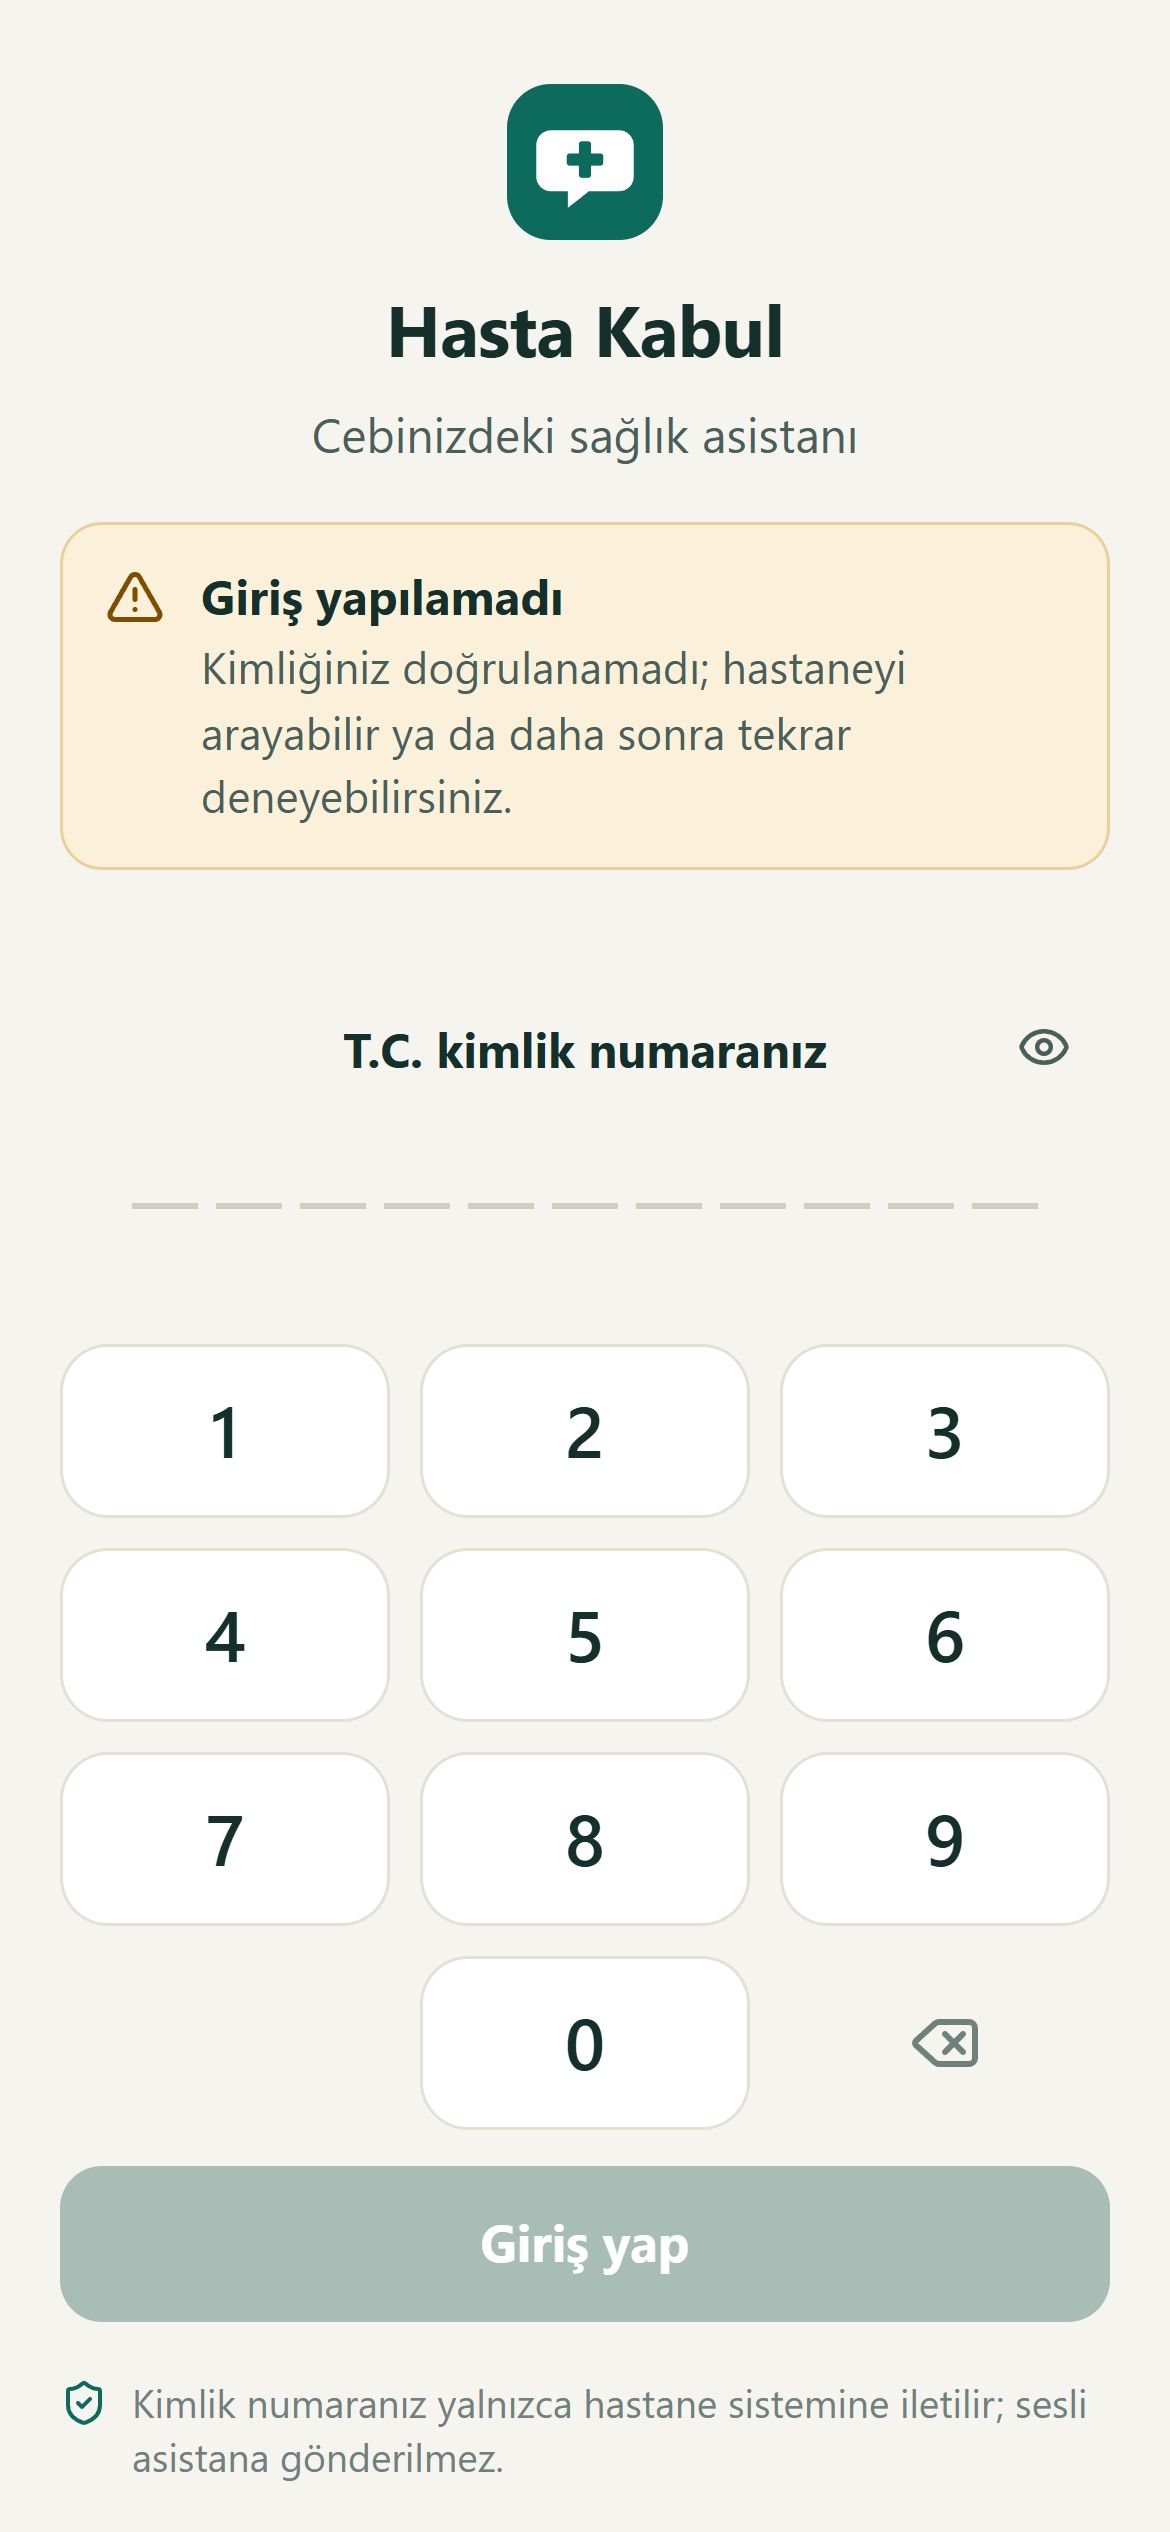 Hasta Kabul
Cebinizdeki sağlık asistanı
Giriş yapılamadı
Kimliğiniz doğrulanamadı; hastaneyi
arayabilir ya da daha sonra tekrar
deneyebilirsiniz.
T.C. kimlik numaranız
1 2 3
4 5 6
7 8 9
0
Giriş yap
Kimlik numaranız yalnızca hastane sistemine iletilir; sesli
asistana gönderilmez.